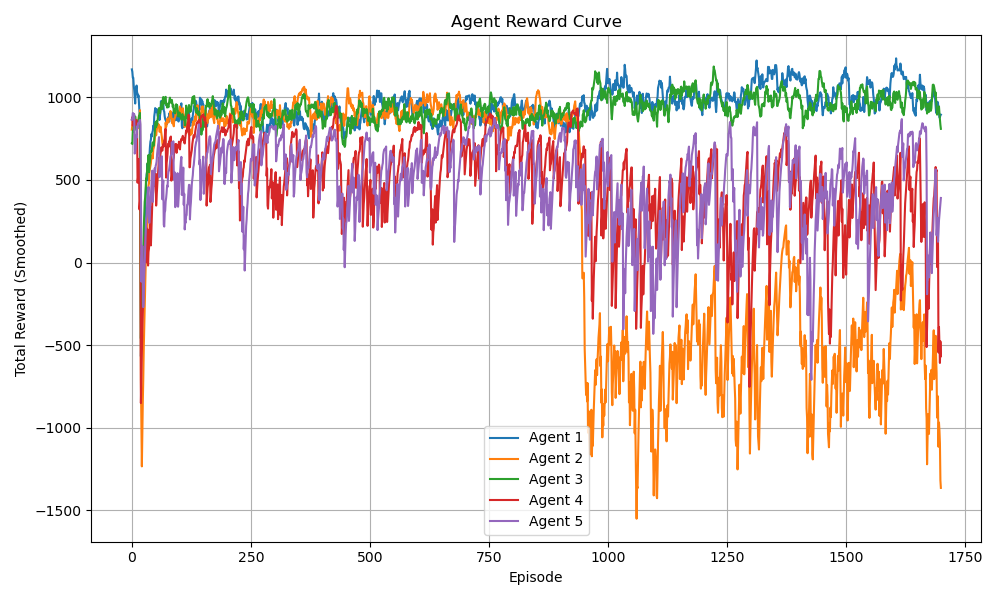 Agent Reward Curve
Total Reward (Smoothed)
1000
500
0
−500
−1000
−1500
Agent 1
Agent 2
Agent 3
Agent 4
Agent 5
0
250
500
750
1000
1250
1500
1750
Episode